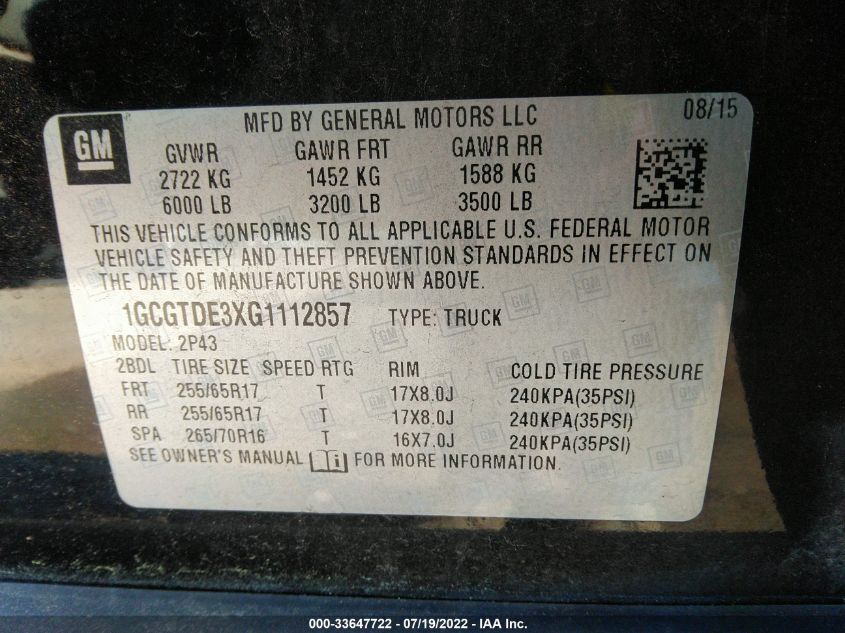 GM
MFD BY GENERAL MOTORS LLC 08/15
GVWR GAWR FRT GAWR RR
2722 KG 1452 KG 1588 KG
6000 LB 3200 LB 3500 LB
THIS VEHICLE CONFORMS TO ALL APPLICABLE U.S. FEDERAL MOTOR
VEHICLE SAFETY AND THEFT PREVENTION STANDARDS IN EFFECT ON
THE DATE OF MANUFACTURE SHOWN ABOVE.
1GCGTDE3XG1112857 TYPE: TRUCK
MODEL: 2P43
2BDL TIRE SIZE SPEED RTG RIM COLD TIRE PRESSURE
FRT 255/65R17 T 17X8.0J 240KPA(35PSI)
RR 255/65R17 T 17X8.0J 240KPA(35PSI)
SPA 265/70R16 T 16X7.0J 240KPA(35PSI)
SEE OWNER'S MANUAL FOR MORE INFORMATION.
000-33647722 - 07/19/2022 - IAA Inc.